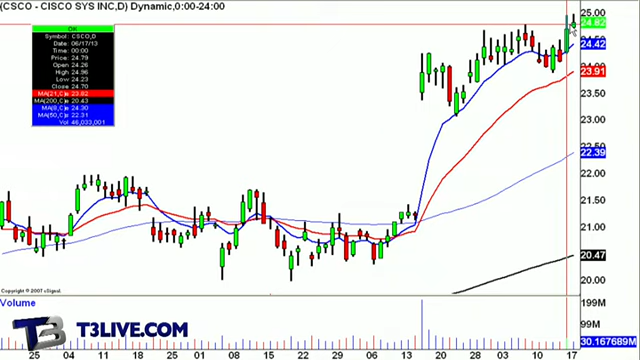 (CSCO - CISCO SYS INC,D) Dynamic,0:00-24:00
OK
Symbol: CSCO,D
Date: 06/17/13
Time: 00:00
Price: 24.79
Open 24.26
High 24.96
Low 24.23
Close 24.70
MA(21,C)e 23.82
MA(200,C)e 20.43
MA(8,C)e 24.30
MA(50,C)e 22.31
Vol 46,033,001
25.00
24.82
24.42
23.91
23.50
23.00
22.50
22.39
22.00
21.50
21.00
20.47
20.00
Copyright © 2007 eSignal.
Volume
199M
30.167689M
T3 T3LIVE.COM
25 04 11 18 25 01 08 15 22 29 06 13 20 28 03 10 17